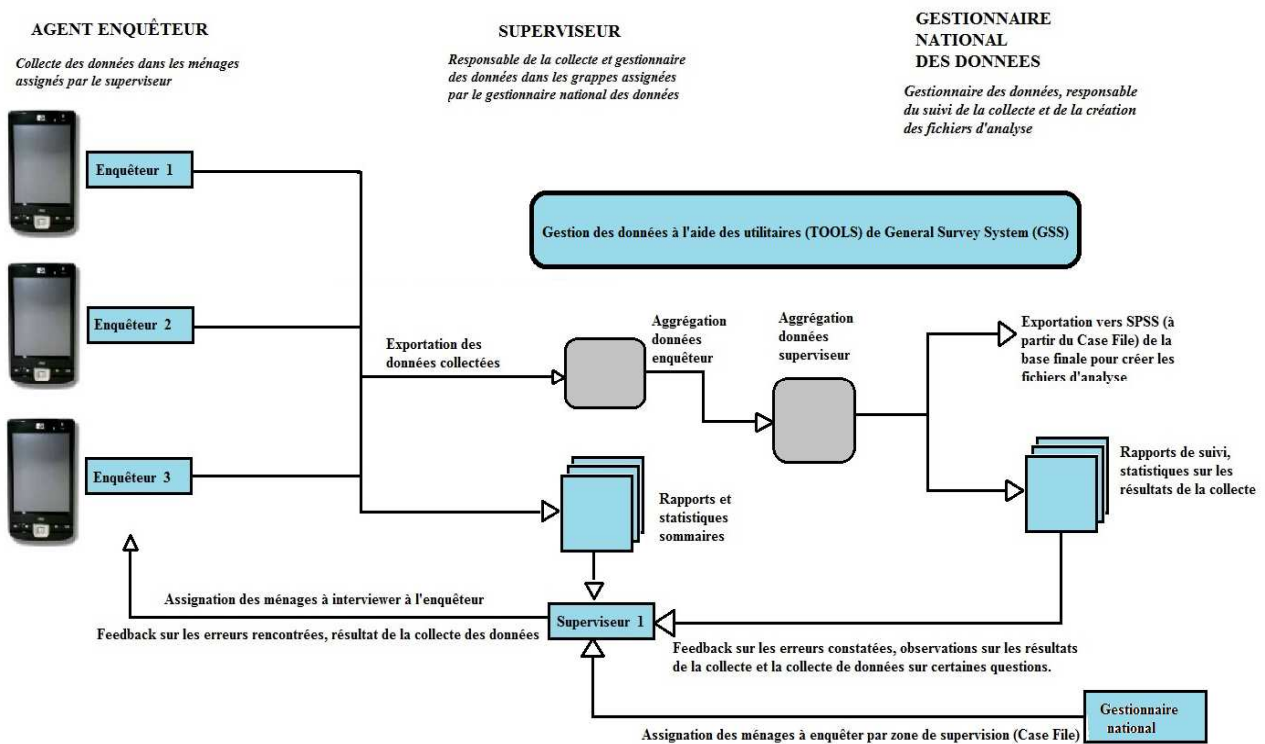 AGENT ENQUÊTEUR
Collecte des données dans les ménages
assignés par le superviseur
SUPERVISEUR
Responsable de la collecte et gestionnaire
des données dans les grappes assignées
par le gestionnaire national des données
GESTIONNAIRE
NATIONAL
DES DONNEES
Gestionnaire des données, responsable
du suivi de la collecte et de la création
des fichiers d'analyse
Enquêteur 1
Gestion des données à l'aide des utilitaires (TOOLS) de General Survey System (GSS)
Enquêteur 2
Exportation des
données collectées
Aggrégation
données
enquêteur
Aggrégation
données
superviseur
Exportation vers SPSS (à
partir du Case File) de la
base finale pour créer les
fichiers d'analyse
Enquêteur 3
Rapports et
statistiques
sommaires
Rapports de suivi,
statistiques sur les
résultats de la collecte
Assignation des ménages à interviewer à l'enquêteur
Feedback sur les erreurs rencontrées, résultat de la collecte des données
Superviseur 1
Feedback sur les erreurs constatées, observations sur les résultats
de la collecte et la collecte de données sur certaines questions.
Gestionnaire
national
Assignation des ménages à enquêter par zone de supervision (Case File)